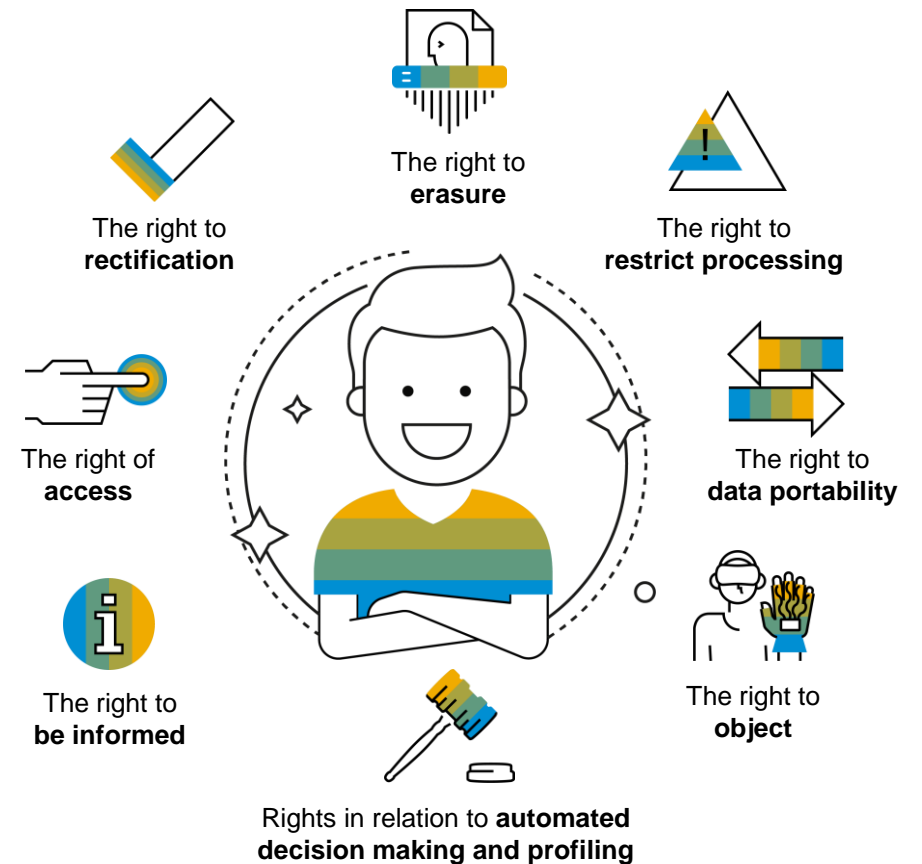 The right to
erasure
The right to
rectification
The right to
restrict processing
The right of
access
The right to
data portability
The right to
be informed
The right to
object
Rights in relation to automated
decision making and profiling